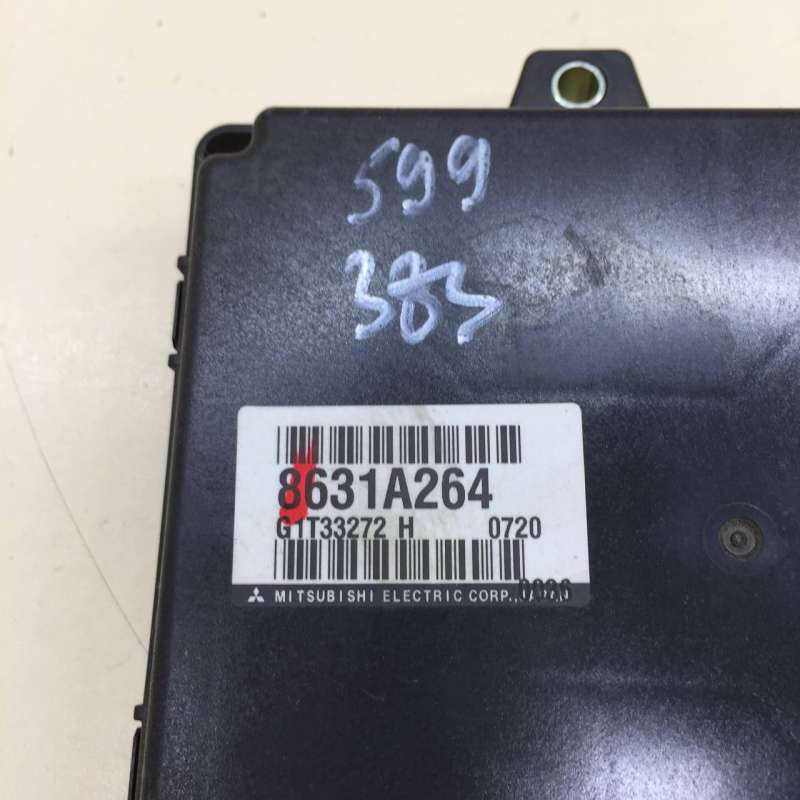 599
383
8631A264
G1T33272 H 0720
MITSUBISHI ELECTRIC CORP.,